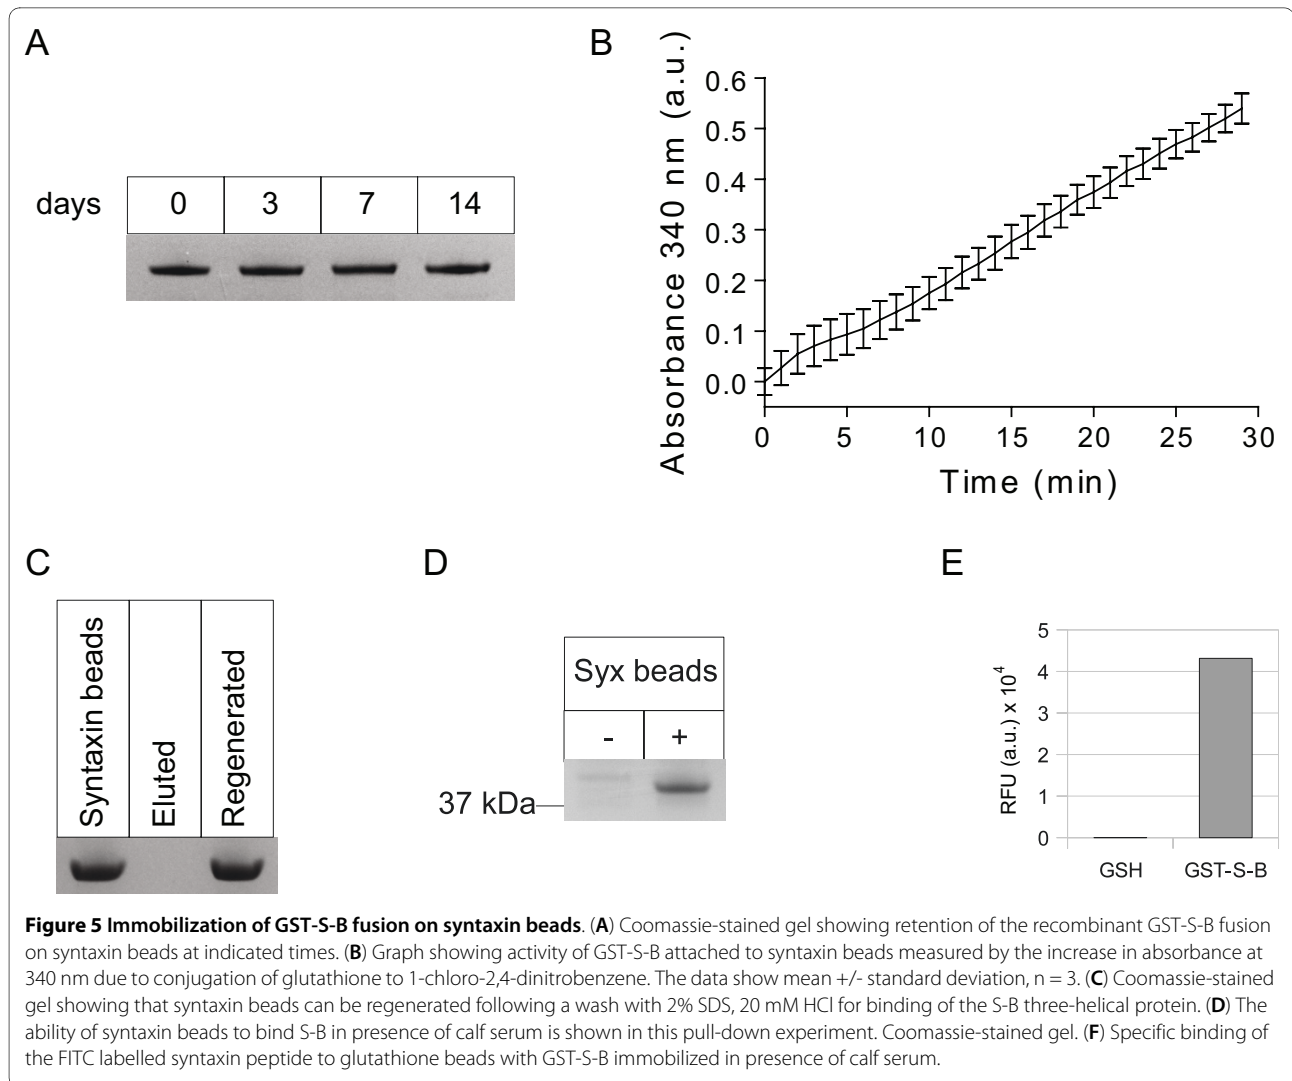 A
days 0 3 7 14
B
Absorbance 340 nm (a.u.)
0.6
0.5
0.4
0.3
0.2
0.1
0.0
0 5 10 15 20 25 30
Time (min)
C
Syntaxin beads
Eluted
Regenerated
D
Syx beads
- +
37 kDa
E
RFU (a.u.) x 10⁴
5
4
3
2
1
0
GSH GST-S-B
Figure 5 Immobilization of GST-S-B fusion on syntaxin beads. (A) Coomassie-stained gel showing retention of the recombinant GST-S-B fusion
on syntaxin beads at indicated times. (B) Graph showing activity of GST-S-B attached to syntaxin beads measured by the increase in absorbance at
340 nm due to conjugation of glutathione to 1-chloro-2,4-dinitrobenzene. The data show mean +/- standard deviation, n = 3. (C) Coomassie-stained
gel showing that syntaxin beads can be regenerated following a wash with 2% SDS, 20 mM HCl for binding of the S-B three-helical protein. (D) The
ability of syntaxin beads to bind S-B in presence of calf serum is shown in this pull-down experiment. Coomassie-stained gel. (F) Specific binding of
the FITC labelled syntaxin peptide to glutathione beads with GST-S-B immobilized in presence of calf serum.